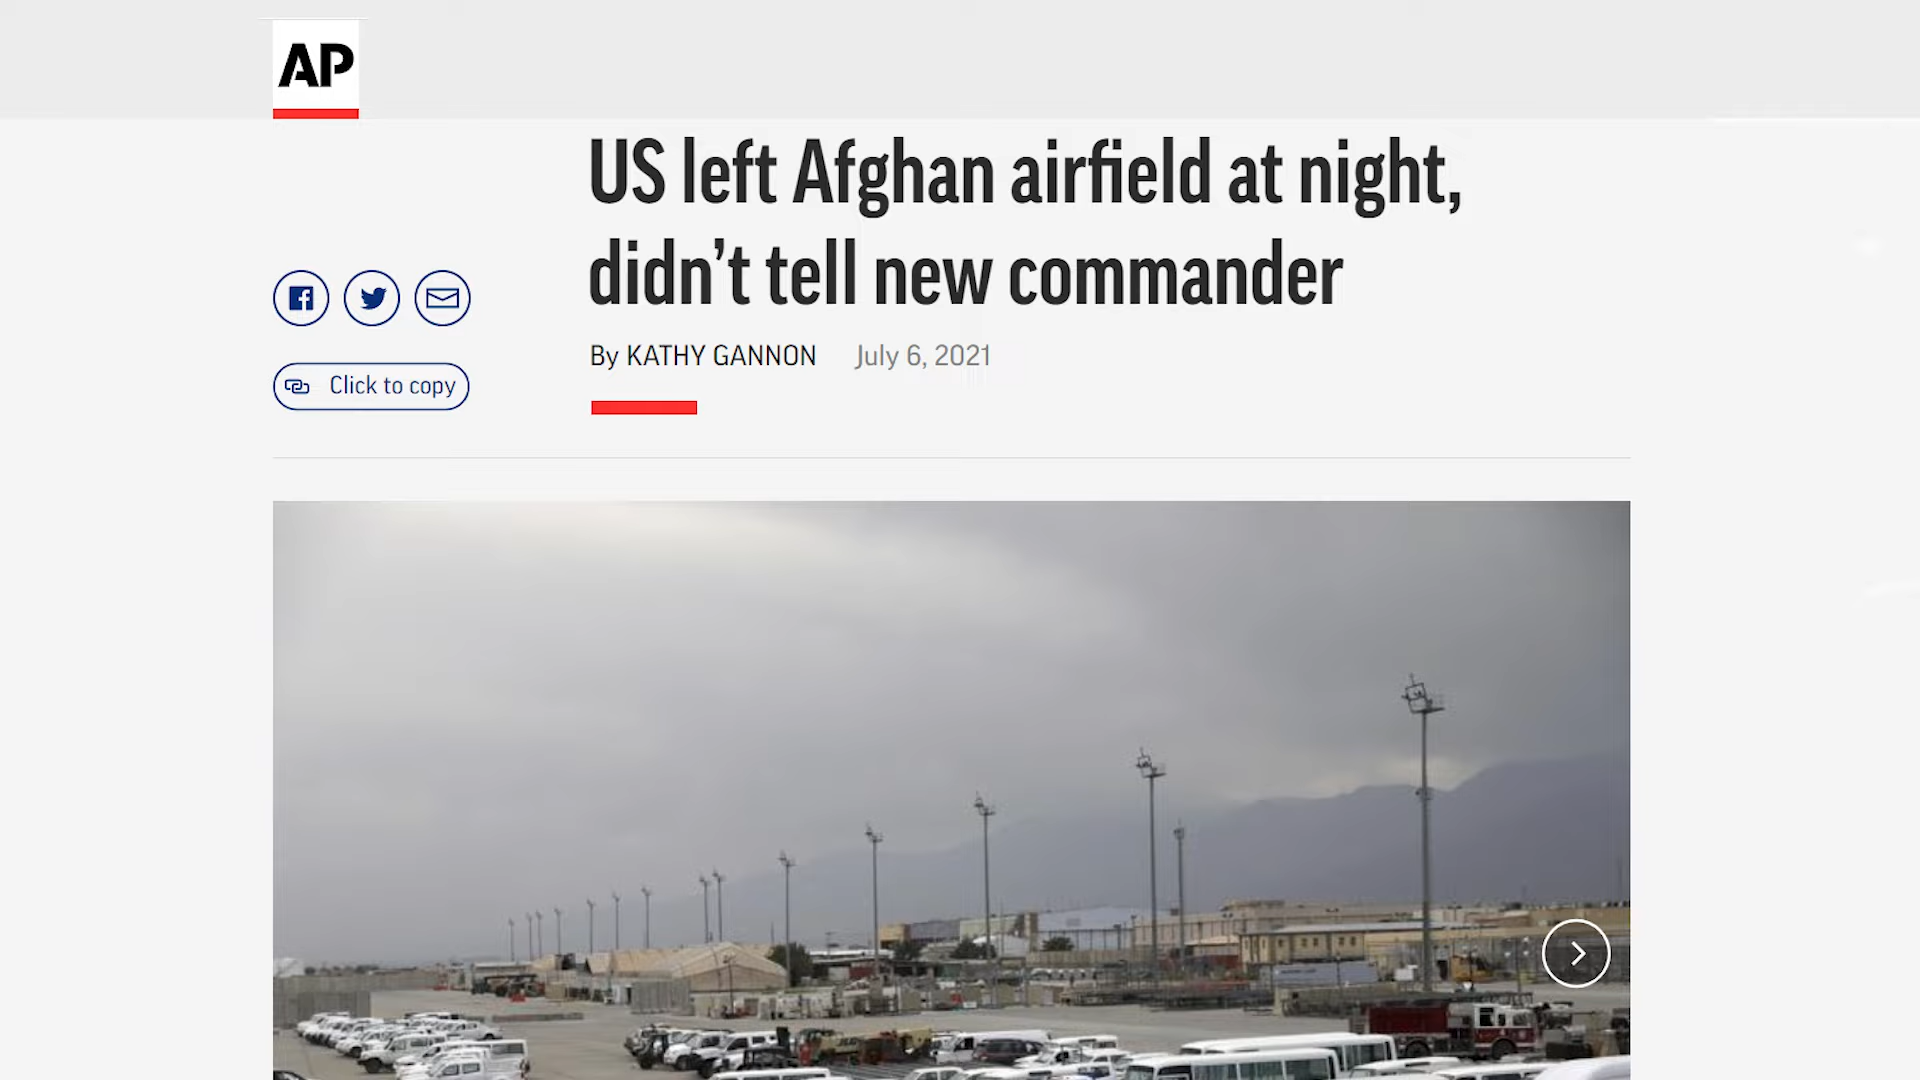 AP
US left Afghan airfield at night,
didn’t tell new commander
By KATHY GANNON July 6, 2021
Click to copy